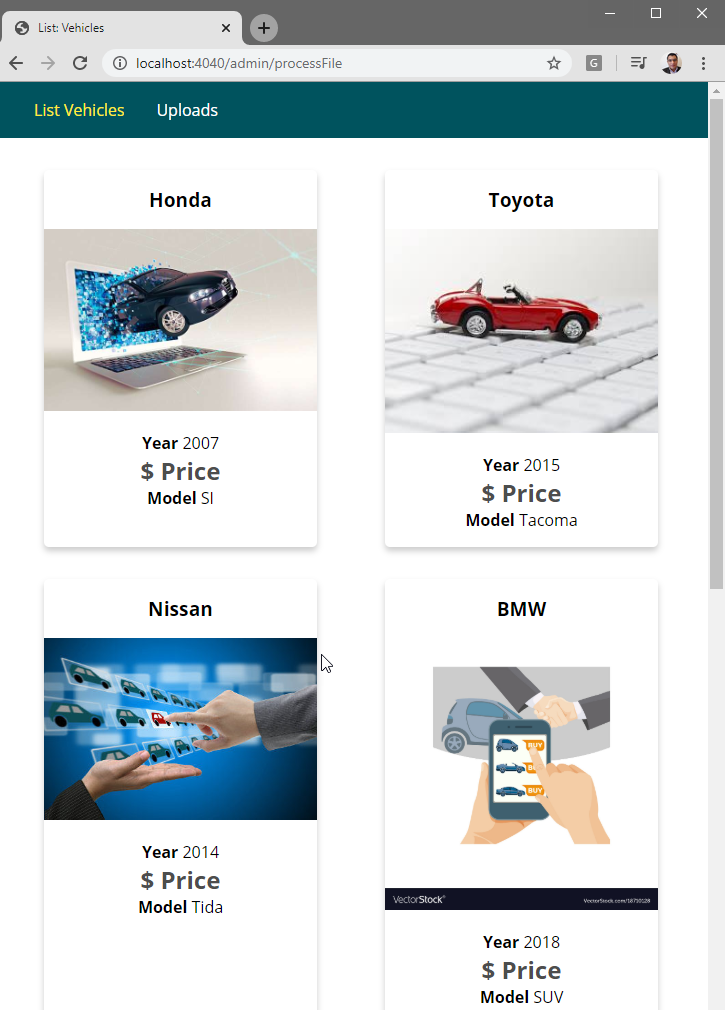 List: Vehicles
localhost:4040/admin/processFile
G
List Vehicles
Uploads
Honda
Year 2007
$ Price
Model SI
Toyota
Year 2015
$ Price
Model Tacoma
Nissan
Year 2014
$ Price
Model Tida
BMW
BUY
BUY
BUY
VectorStock®
VectorStock.com/18710128
Year 2018
$ Price
Model SUV